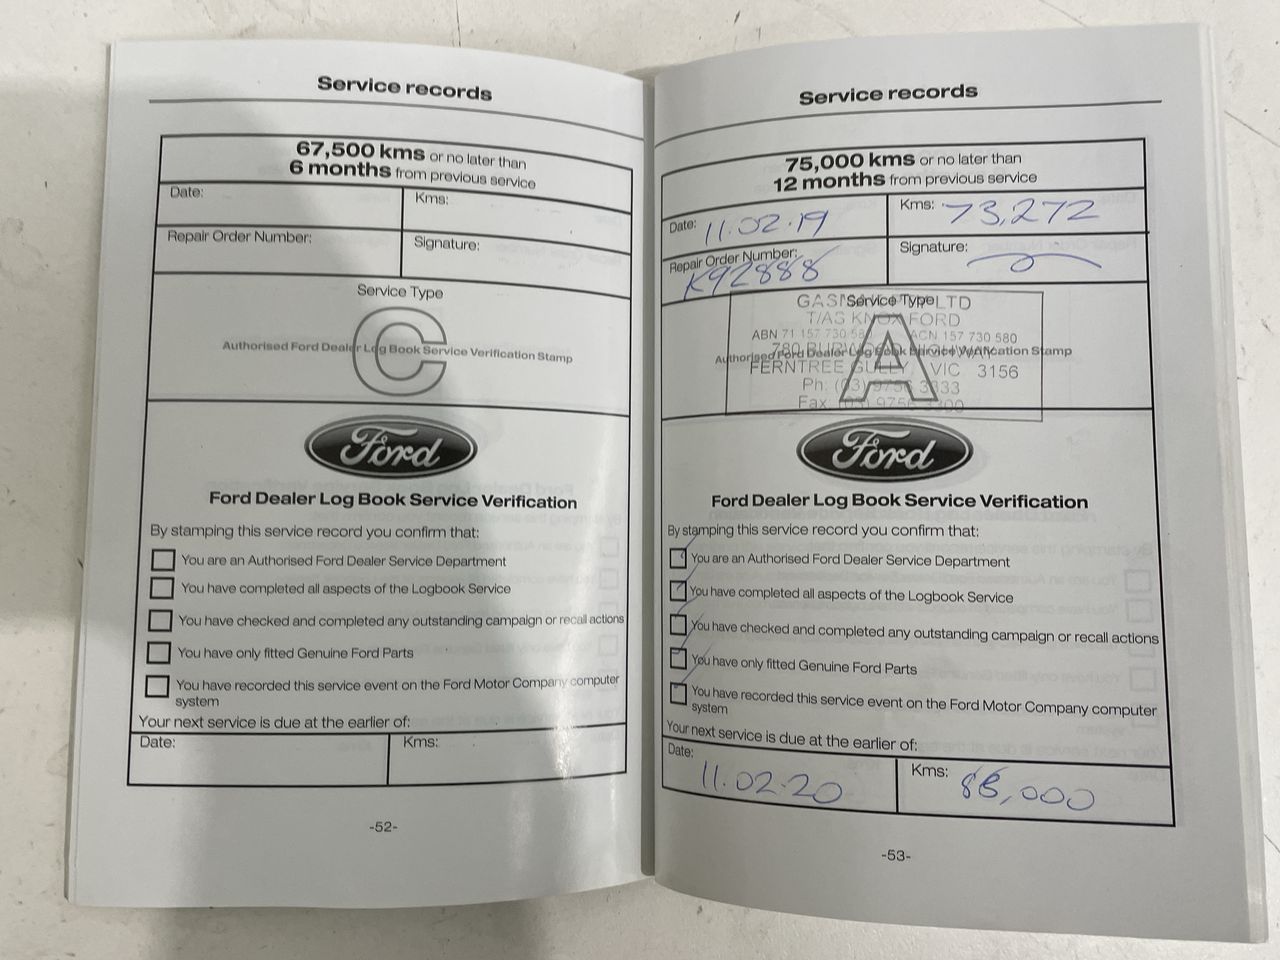 Service records
67,500 kms or no later than
6 months from previous service
Date:
Kms:
Repair Order Number:
Signature:
Service Type
C
Authorised Ford Dealer Log Book Service Verification Stamp
Ford
Ford Dealer Log Book Service Verification
By stamping this service record you confirm that:
You are an Authorised Ford Dealer Service Department
You have completed all aspects of the Logbook Service
You have checked and completed any outstanding campaign or recall actions
You have only fitted Genuine Ford Parts
You have recorded this service event on the Ford Motor Company computer
system
Your next service is due at the earlier of:
Date:
Kms:
-52-
Service records
75,000 kms or no later than
12 months from previous service
Date: 11.02.19
Kms: 73,272
Repair Order Number:
K92888
Signature:
Service Type
LTD
T/AS KNOX FORD
ABN 71 157 730 580 ACN 157 730 580
A
Authorised Ford Dealer Log Book Service Verification Stamp
FERNTREE GULLY, VIC 3156
Ph: (03) 9756 3333
Fax: (03) 9756
Ford
Ford Dealer Log Book Service Verification
By stamping this service record you confirm that:
You are an Authorised Ford Dealer Service Department
You have completed all aspects of the Logbook Service
You have checked and completed any outstanding campaign or recall actions
You have only fitted Genuine Ford Parts
You have recorded this service event on the Ford Motor Company computer
system
Your next service is due at the earlier of:
Date:
11.02.20
Kms:
-53-